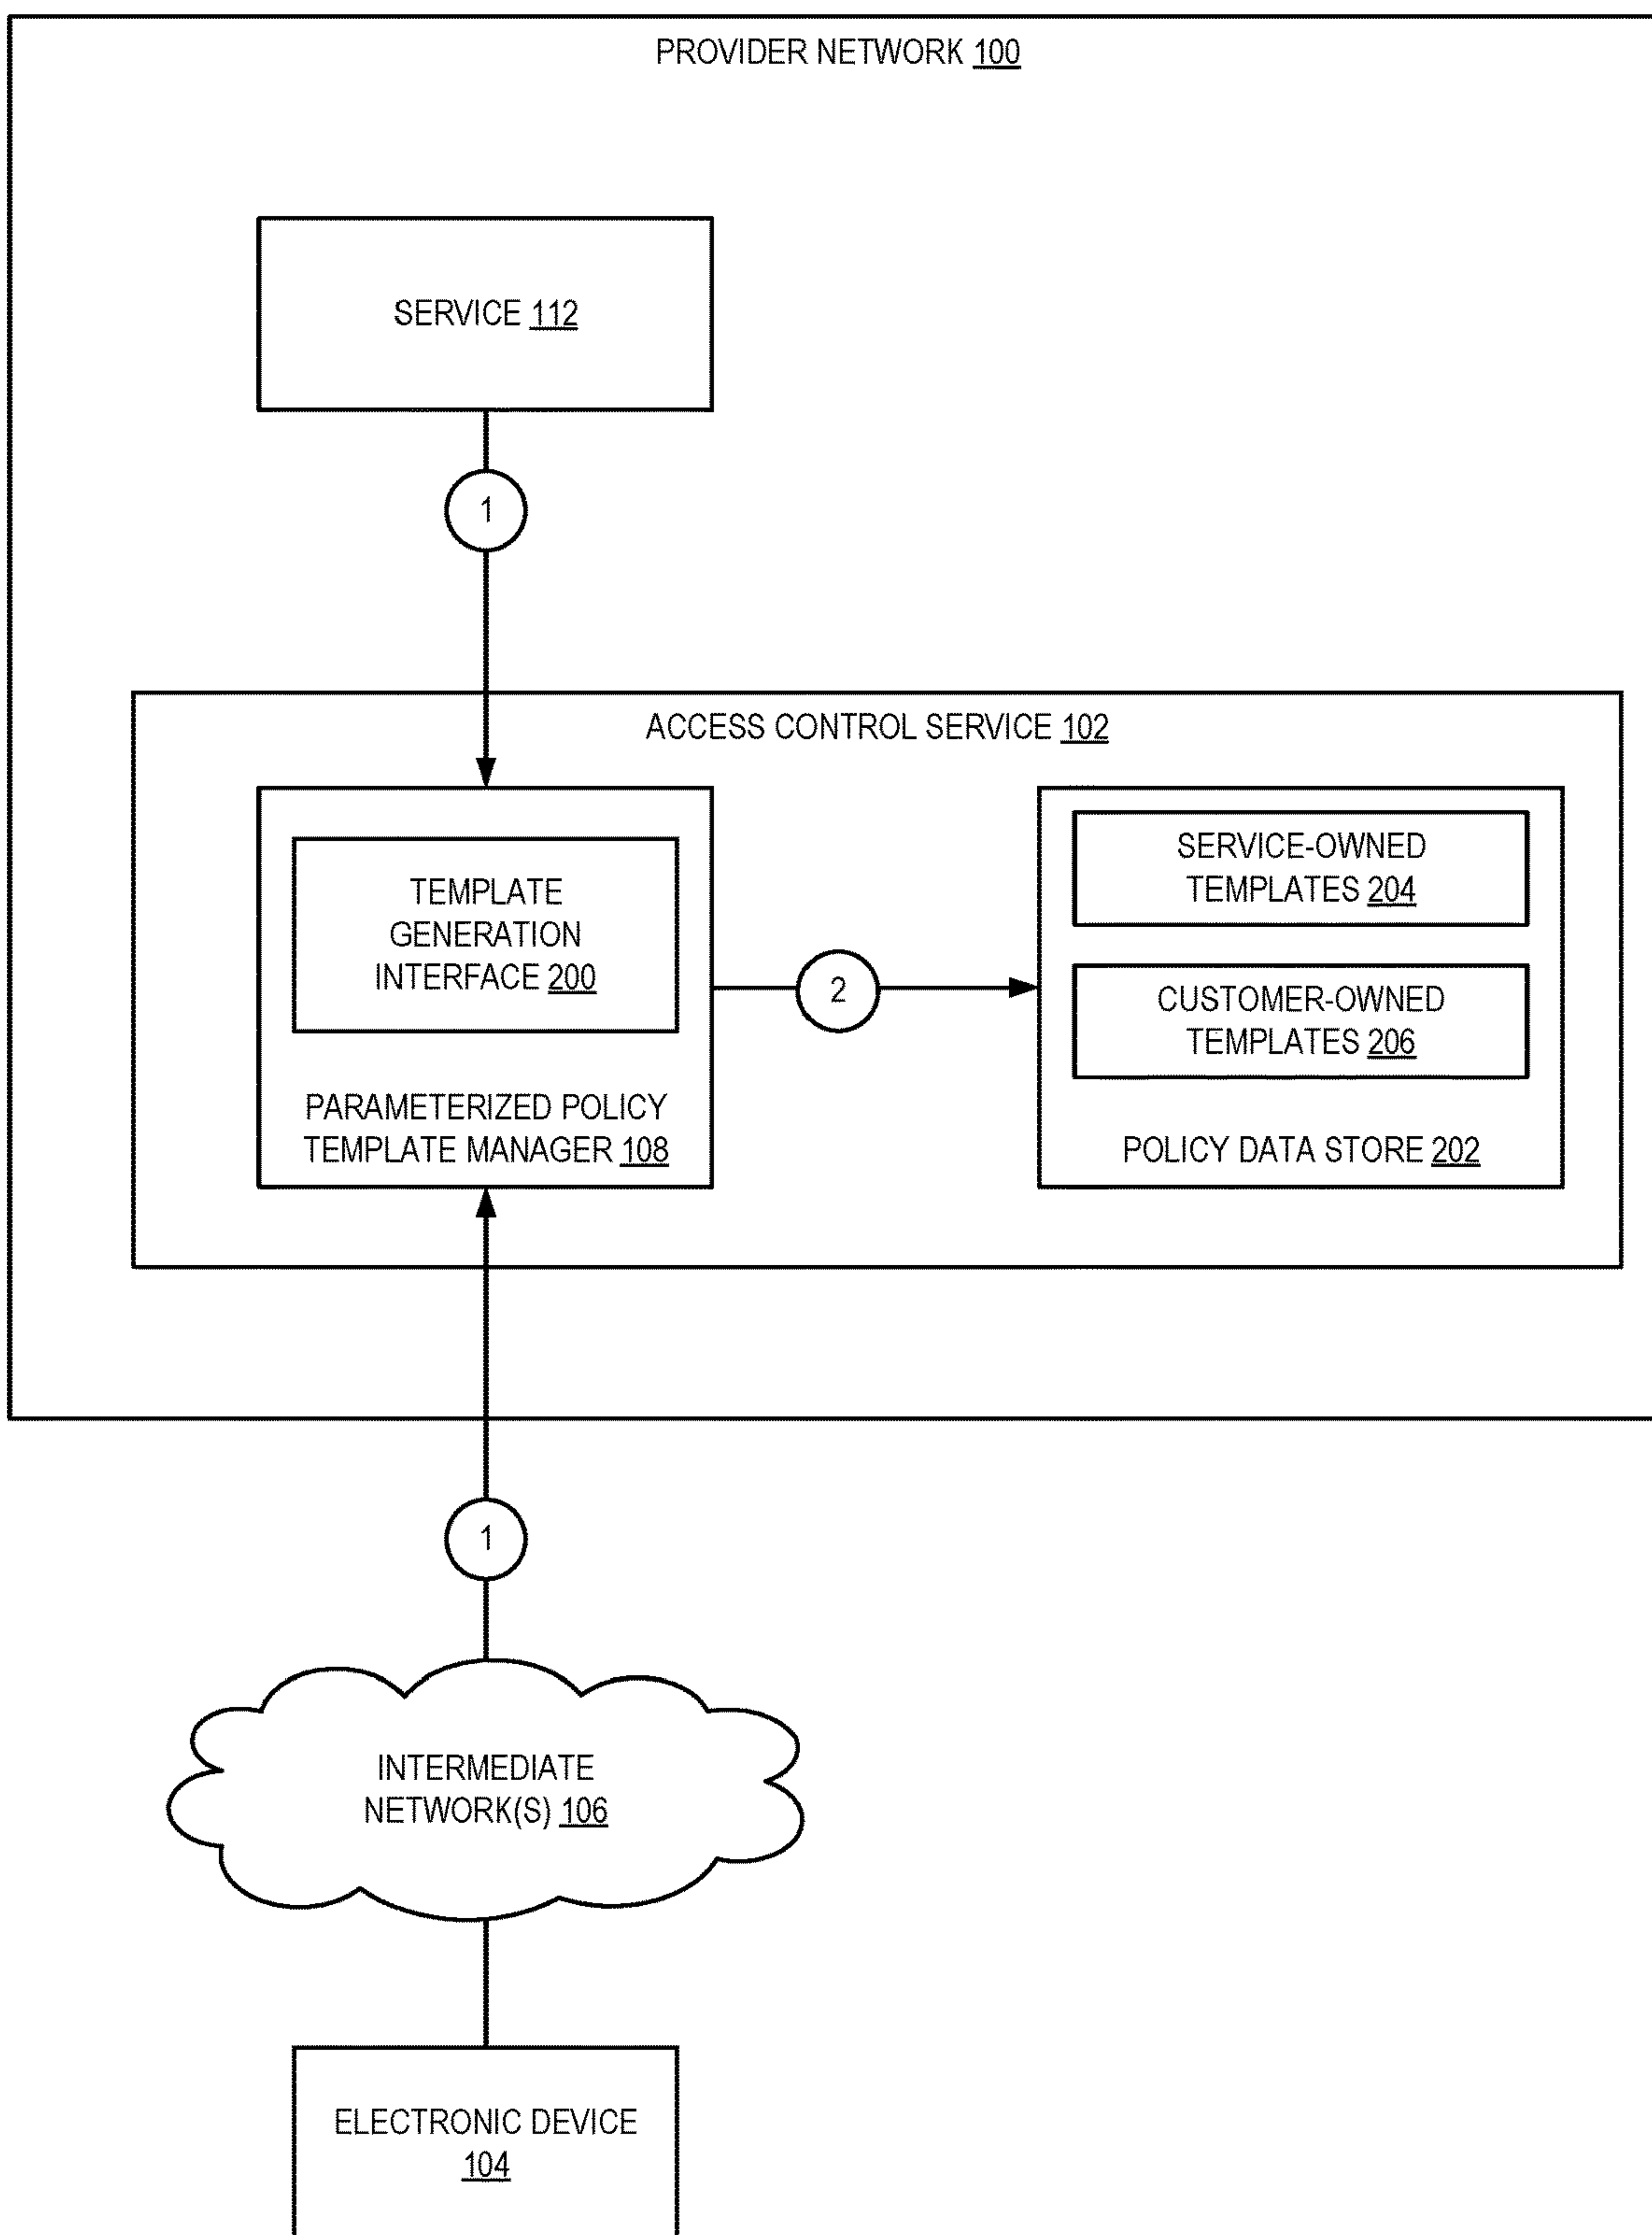 PROVIDER NETWORK 100
SERVICE 112
1
ACCESS CONTROL SERVICE 102
TEMPLATE
GENERATION
INTERFACE 200
PARAMETERIZED POLICY
TEMPLATE MANAGER 108
2
SERVICE-OWNED
TEMPLATES 204
CUSTOMER-OWNED
TEMPLATES 206
POLICY DATA STORE 202
1
INTERMEDIATE
NETWORK(S) 106
ELECTRONIC DEVICE
104